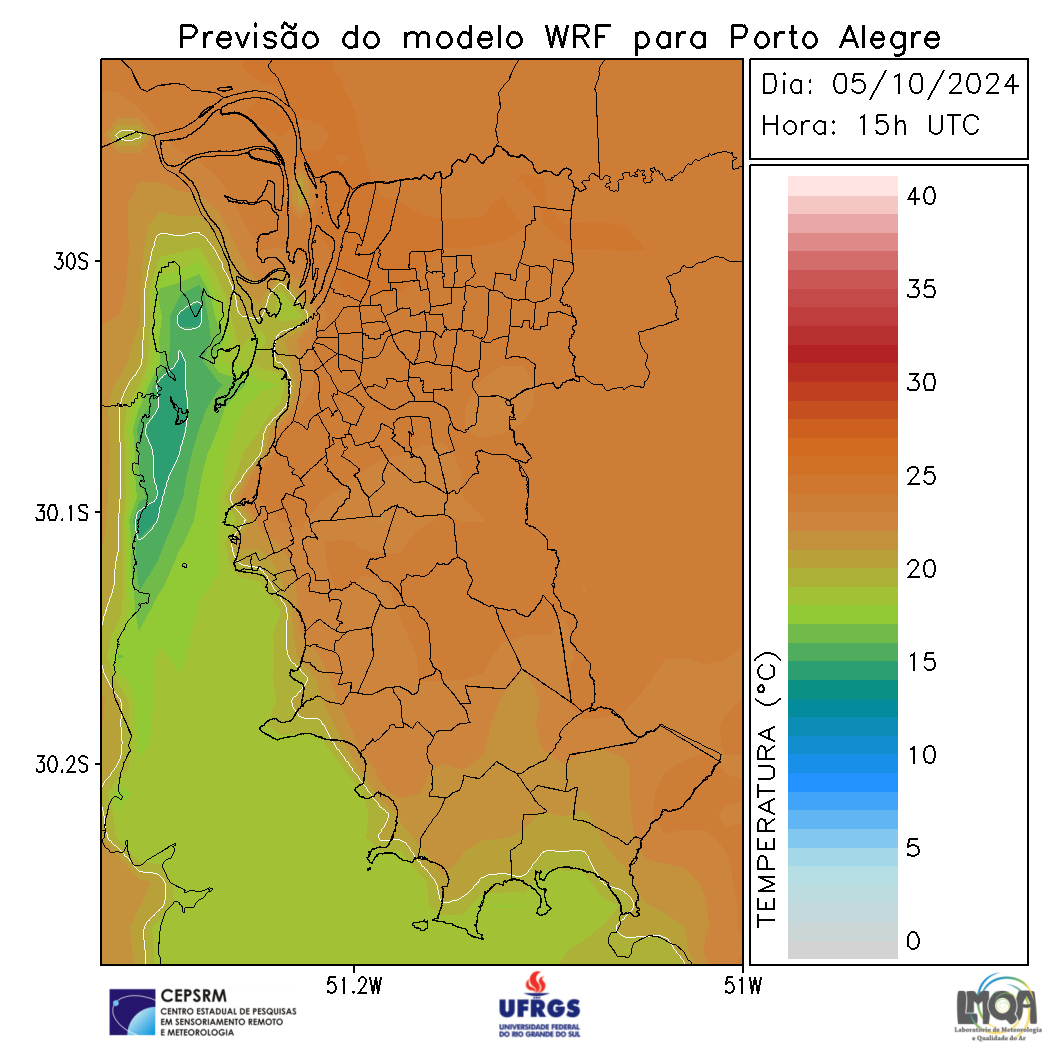 Previsão do modelo WRF para Porto Alegre
Dia: 05/10/2024
Hora: 15h UTC
40
35
30
25
20
15
10
5
0
TEMPERATURA (°C)
30S
30.1S
30.2S
51.2W
51W
CEPSRM
CENTRO ESTADUAL DE PESQUISAS
EM SENSORIAMENTO REMOTO
E METEOROLOGIA
UFRGS
UNIVERSIDADE FEDERAL
DO RIO GRANDE DO SUL
LMQA
Laboratório de Meteorologia
e Qualidade do Ar